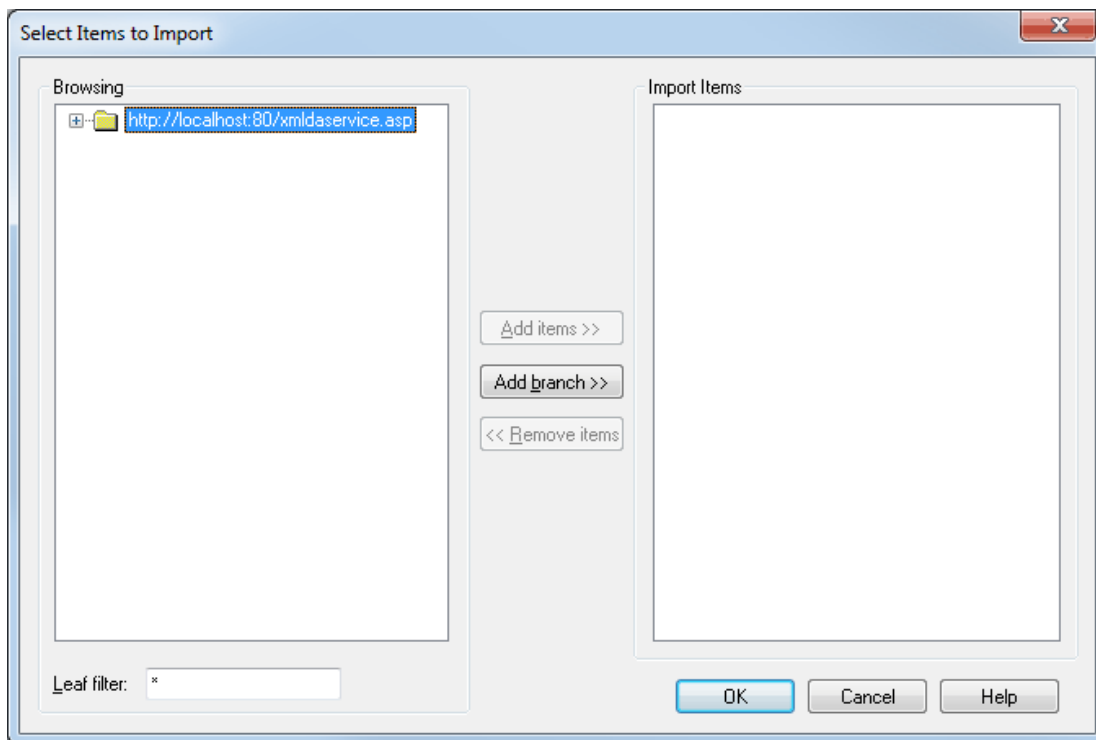 Select Items to Import
Browsing
http://localhost:80/xmldaservice.asp
Leaf filter: *
Add items >>
Add branch >>
<< Remove items
Import Items
OK
Cancel
Help